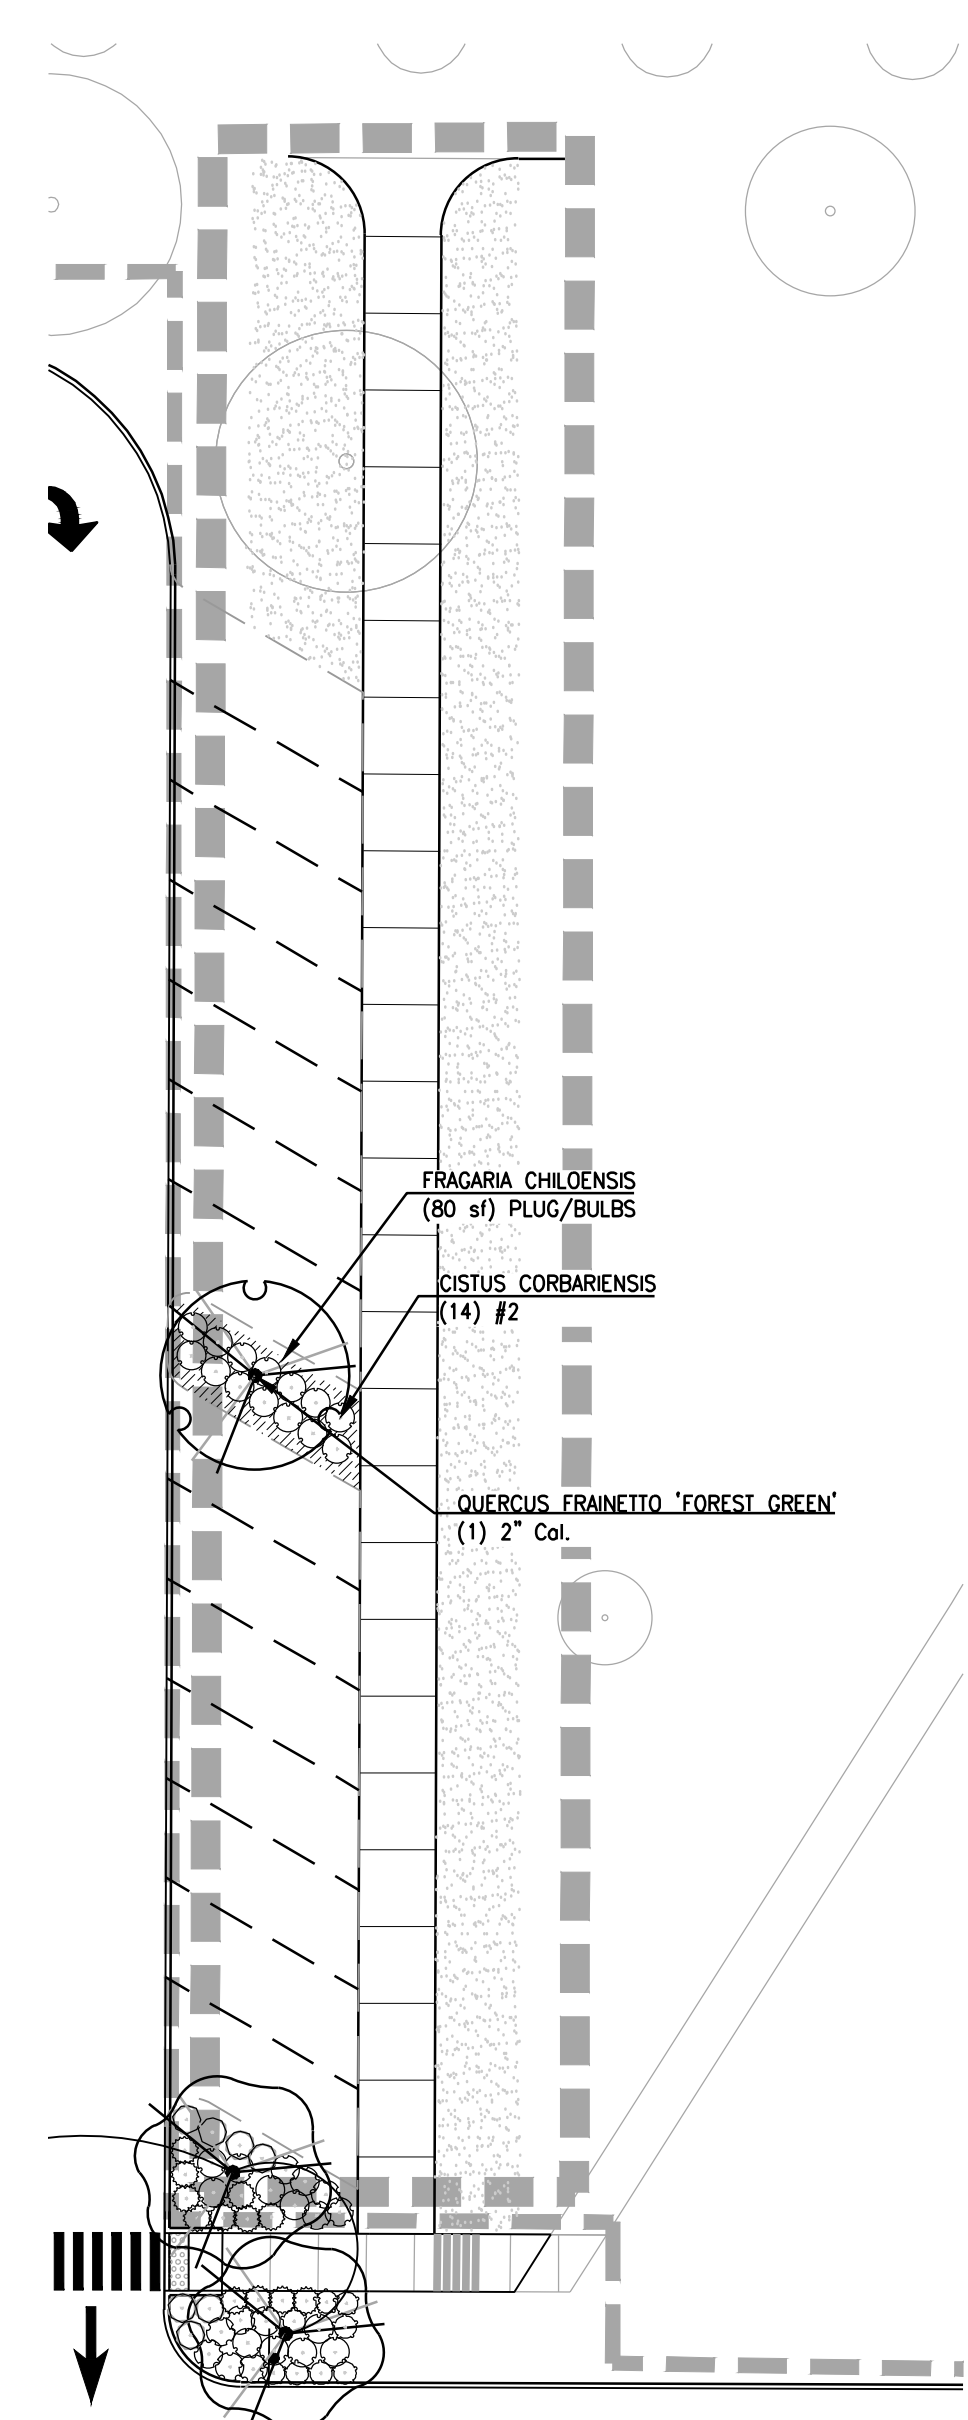 FRAGARIA CHILOENSIS
(80 sf) PLUG/BULBS
CISTUS CORBARIENSIS
(14) #2
QUERCUS FRAINETTO 'FOREST GREEN'
(1) 2" Cal.